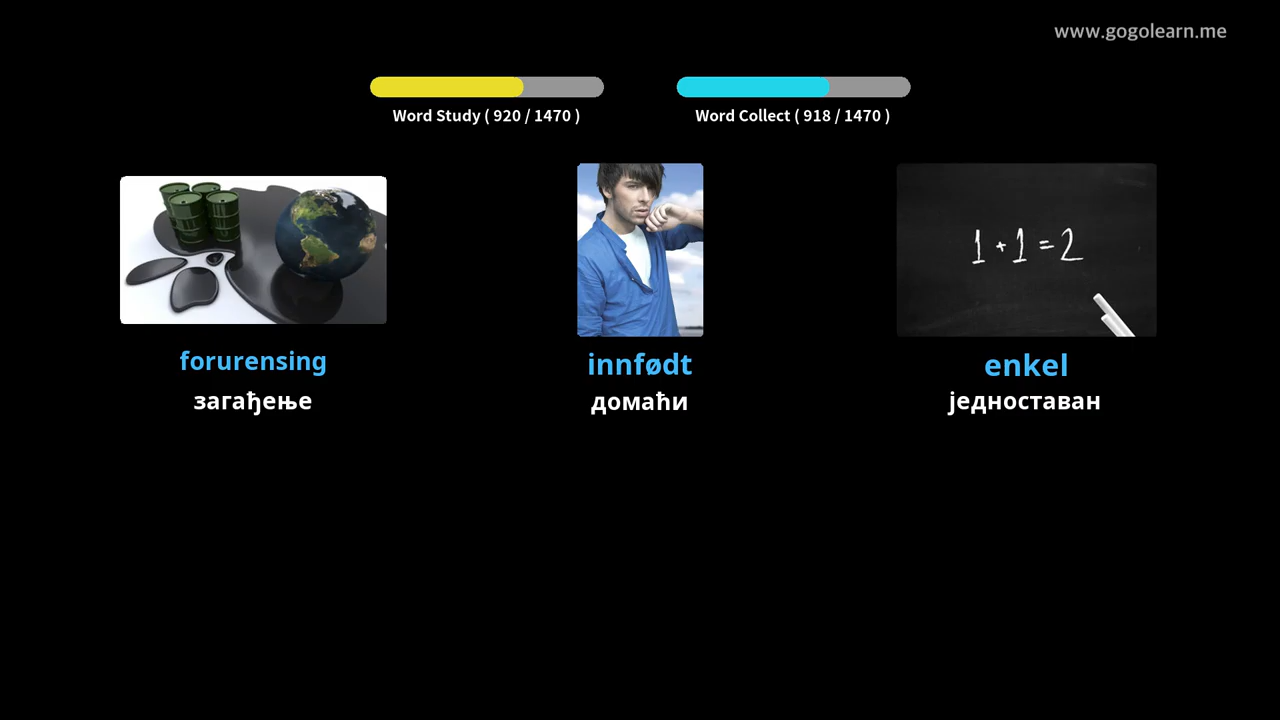 www.gogolearn.me
Word Study ( 920 / 1470 )
Word Collect ( 918 / 1470 )
1 + 1 = 2
forurensing
innfødt
enkel
загађење
домаћи
једноставан